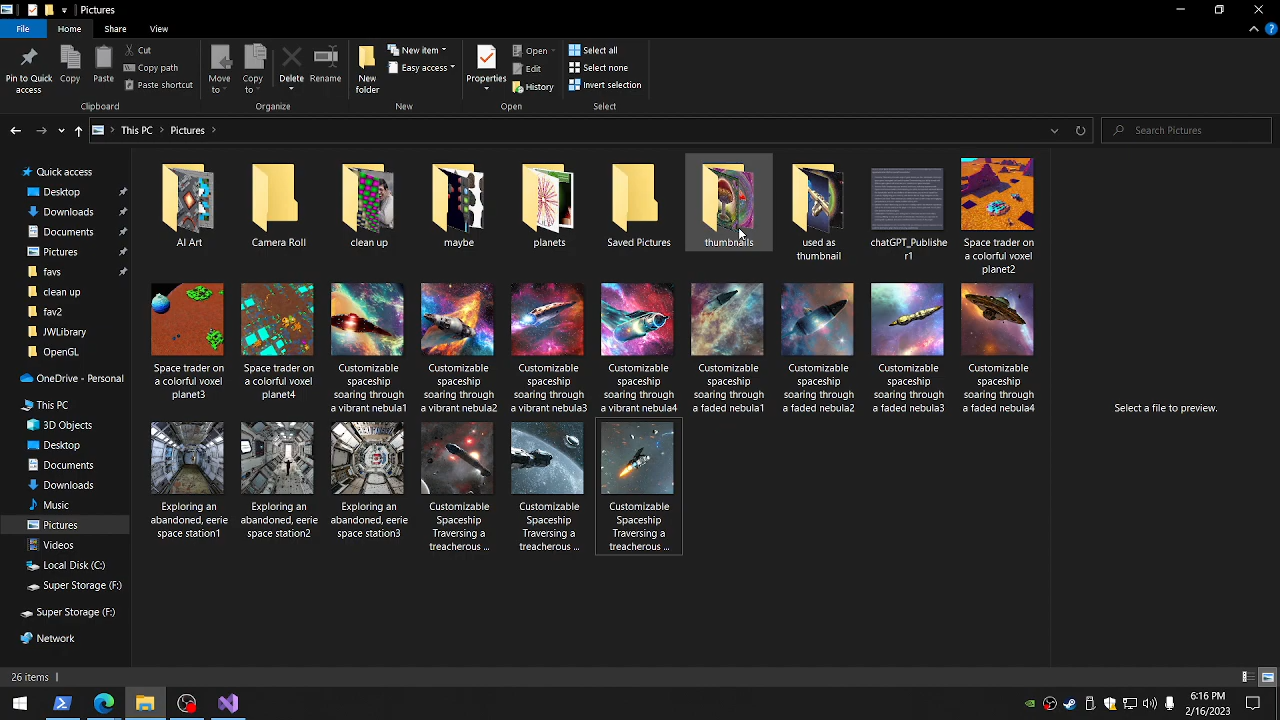 Pictures
File
Home
Share
View
Pin to Quick
access
Copy
Paste
Cut
Copy path
Paste shortcut
Clipboard
Move
to
Copy
to
Delete
Rename
Organize
New
folder
New item
Easy access
New
Properties
Open
Edit
History
Open
Select all
Select none
Invert selection
Select
This PC
Pictures
Search Pictures
Quick access
Desktop
Downloads
Documents
Pictures
favs
clean up
fav2
JWLibrary
OpenGL
OneDrive - Personal
This PC
3D Objects
Desktop
Documents
Downloads
Music
Pictures
Videos
Local Disk (C:)
Super Storage (F:)
Super Storage (F:)
Network
AI Art
Camera Roll
clean up
maybe
planets
Saved Pictures
thumbnails
used as
thumbnail
chatGPT_Publishe
r1
Space trader on
a colorful voxel
planet2
Space trader on
a colorful voxel
planet3
Space trader on
a colorful voxel
planet4
Customizable
spaceship
soaring through
a vibrant nebula1
Customizable
spaceship
soaring through
a vibrant nebula2
Customizable
spaceship
soaring through
a vibrant nebula3
Customizable
spaceship
soaring through
a vibrant nebula4
Customizable
spaceship
soaring through
a faded nebula1
Customizable
spaceship
soaring through
a faded nebula2
Customizable
spaceship
soaring through
a faded nebula3
Customizable
spaceship
soaring through
a faded nebula4
Exploring an
abandoned, eerie
space station1
Exploring an
abandoned, eerie
space station2
Exploring an
abandoned, eerie
space station3
Customizable
Spaceship
Traversing a
treacherous ...
Customizable
Spaceship
Traversing a
treacherous ...
Customizable
Spaceship
Traversing a
treacherous ...
Select a file to preview.
26 items
6:16 PM
2/16/2023